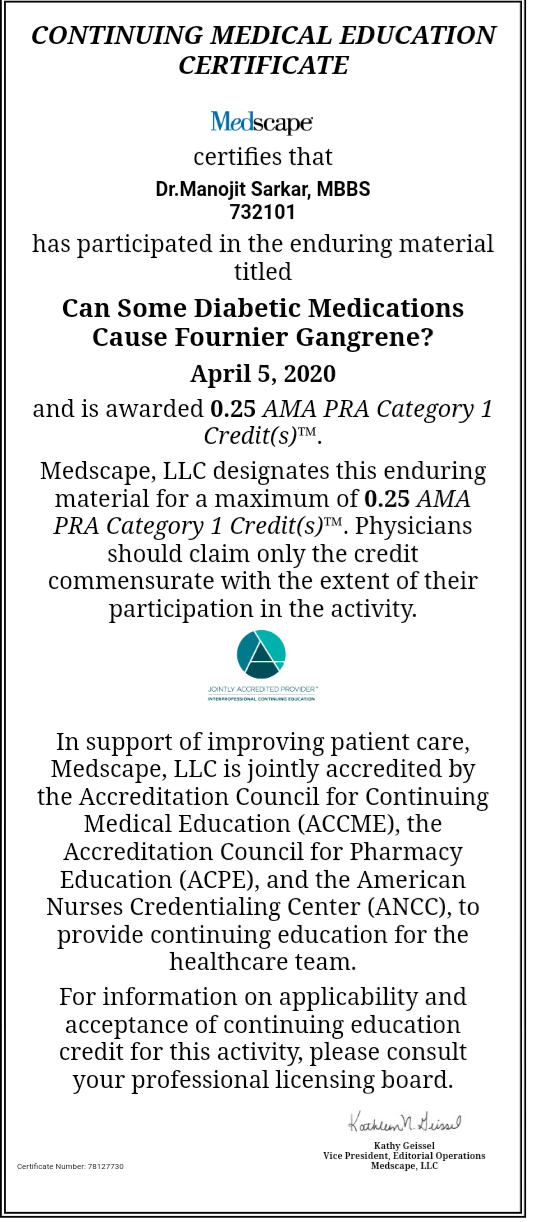 CONTINUING MEDICAL EDUCATION
CERTIFICATE
Medscape
certifies that
Dr.Manojit Sarkar, MBBS
732101
has participated in the enduring material
titled
Can Some Diabetic Medications
Cause Fournier Gangrene?
April 5, 2020
and is awarded 0.25 AMA PRA Category 1
Credit(s)™.
Medscape, LLC designates this enduring
material for a maximum of 0.25 AMA
PRA Category 1 Credit(s)™. Physicians
should claim only the credit
commensurate with the extent of their
participation in the activity.
JOINTLY ACCREDITED PROVIDER™
INTERPROFESSIONAL CONTINUING EDUCATION
In support of improving patient care,
Medscape, LLC is jointly accredited by
the Accreditation Council for Continuing
Medical Education (ACCME), the
Accreditation Council for Pharmacy
Education (ACPE), and the American
Nurses Credentialing Center (ANCC), to
provide continuing education for the
healthcare team.
For information on applicability and
acceptance of continuing education
credit for this activity, please consult
your professional licensing board.
Kathleen N. Geissel
Kathy Geissel
Vice President, Editorial Operations
Medscape, LLC
Certificate Number: 78127730